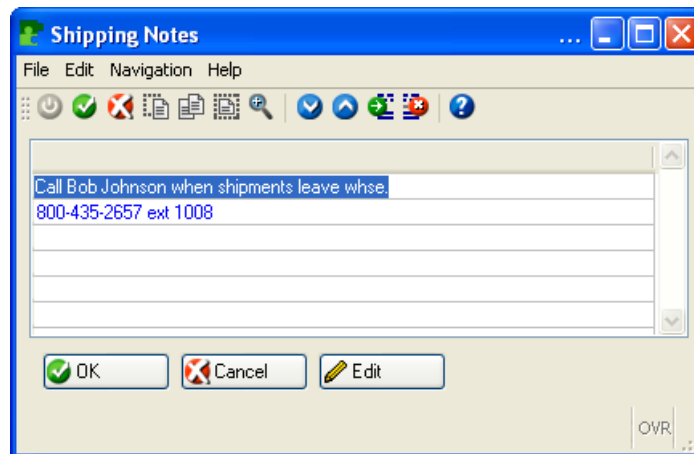 Shipping Notes ...
File Edit Navigation Help
Call Bob Johnson when shipments leave whse.
800-435-2657 ext 1008
OK Cancel Edit
OVR